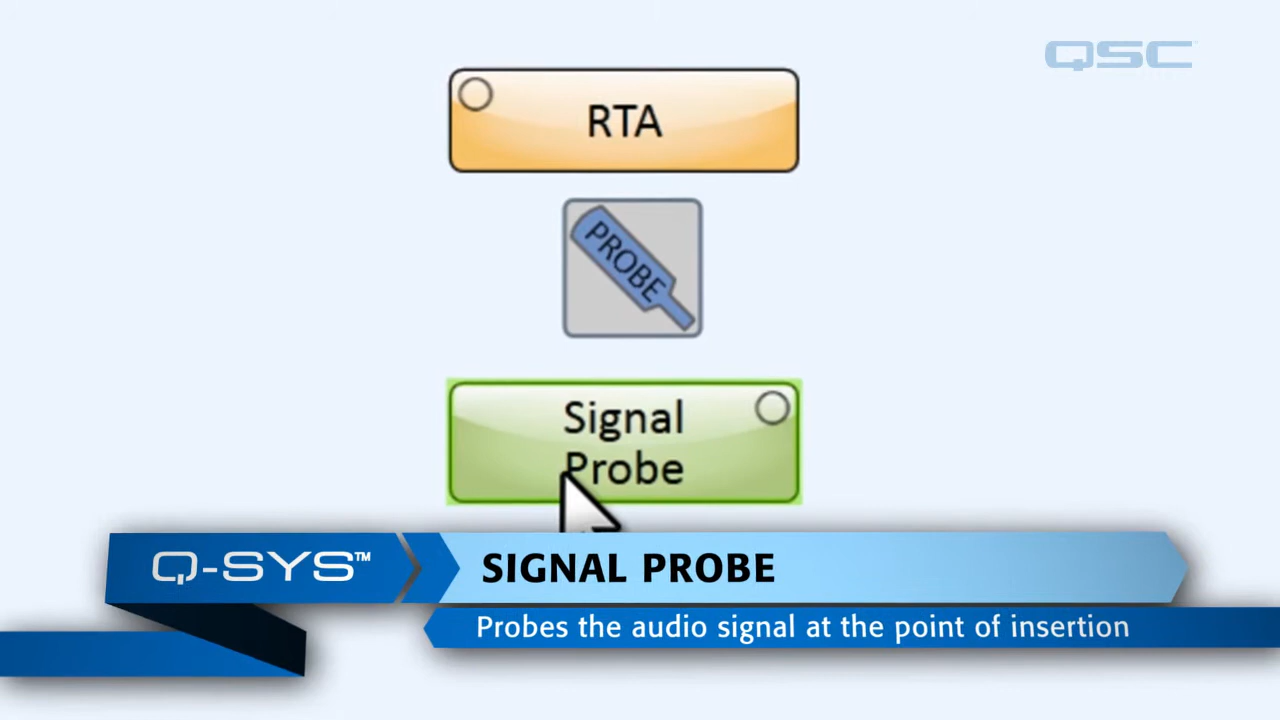 QSC
RTA
PROBE
Signal
Probe
Q-SYS™
SIGNAL PROBE
Probes the audio signal at the point of insertion